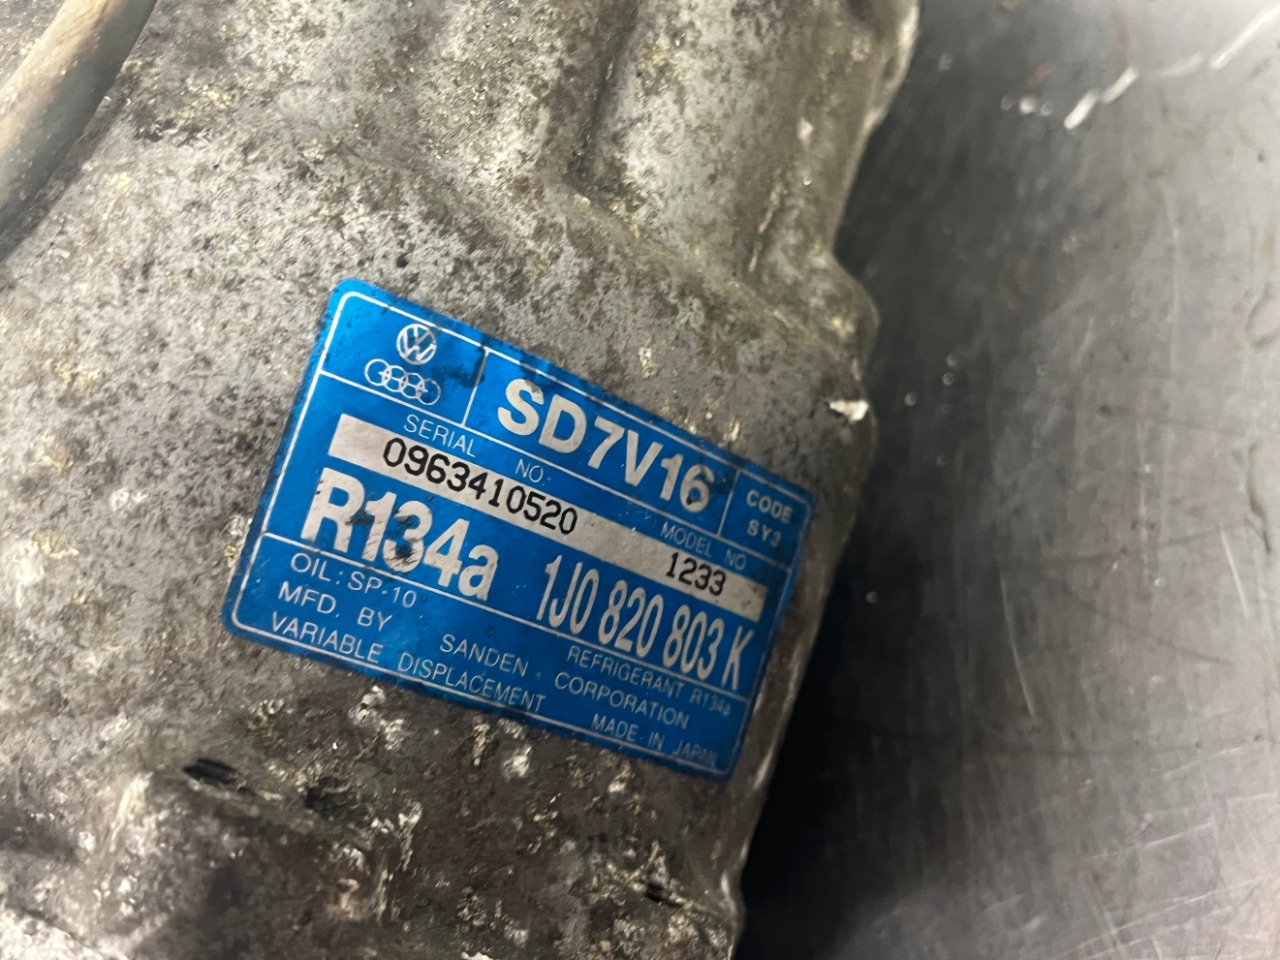 SD7V16
CODE
SY3
SERIAL NO.
MODEL NO
0963410520 1233
R134a 1J0 820 803 K
OIL: SP-10 REFRIGERANT R134a
MFD. BY SANDEN CORPORATION
VARIABLE DISPLACEMENT MADE IN JAPAN